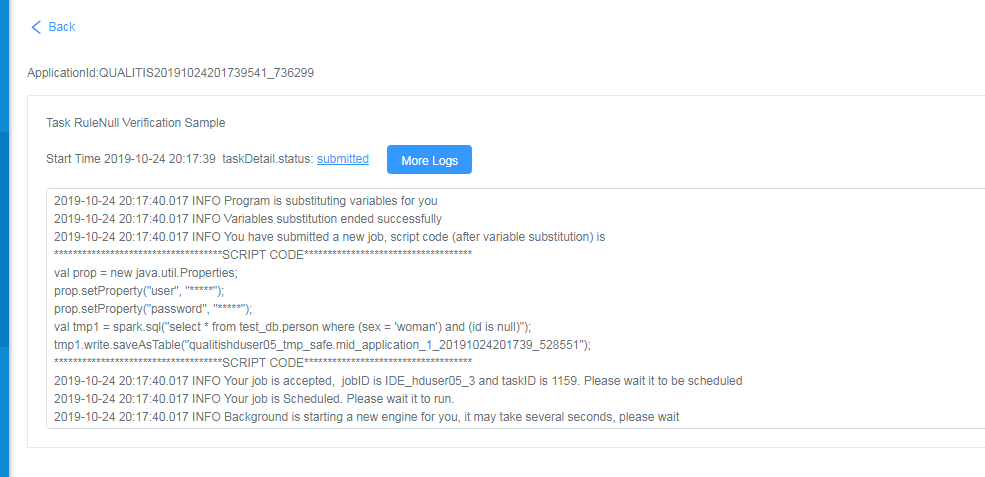 Back
ApplicationId:QUALITIS20191024201739541_736299
Task RuleNull Verification Sample
Start Time 2019-10-24 20:17:39 taskDetail.status: submitted More Logs
2019-10-24 20:17:40.017 INFO Program is substituting variables for you
2019-10-24 20:17:40.017 INFO Variables substitution ended successfully
2019-10-24 20:17:40.017 INFO You have submitted a new job, script code (after variable substitution) is
************************************SCRIPT CODE************************************
val prop = new java.util.Properties;
prop.setProperty("user", "*****");
prop.setProperty("password", "*****");
val tmp1 = spark.sql("select * from test_db.person where (sex = 'woman') and (id is null)");
tmp1.write.saveAsTable("qualitishduser05_tmp_safe.mid_application_1_20191024201739_528551");
************************************SCRIPT CODE************************************
2019-10-24 20:17:40.017 INFO Your job is accepted,  jobID is IDE_hduser05_3 and taskID is 1159. Please wait it to be scheduled
2019-10-24 20:17:40.017 INFO Your job is Scheduled. Please wait it to run.
2019-10-24 20:17:40.017 INFO Background is starting a new engine for you, it may take several seconds, please wait